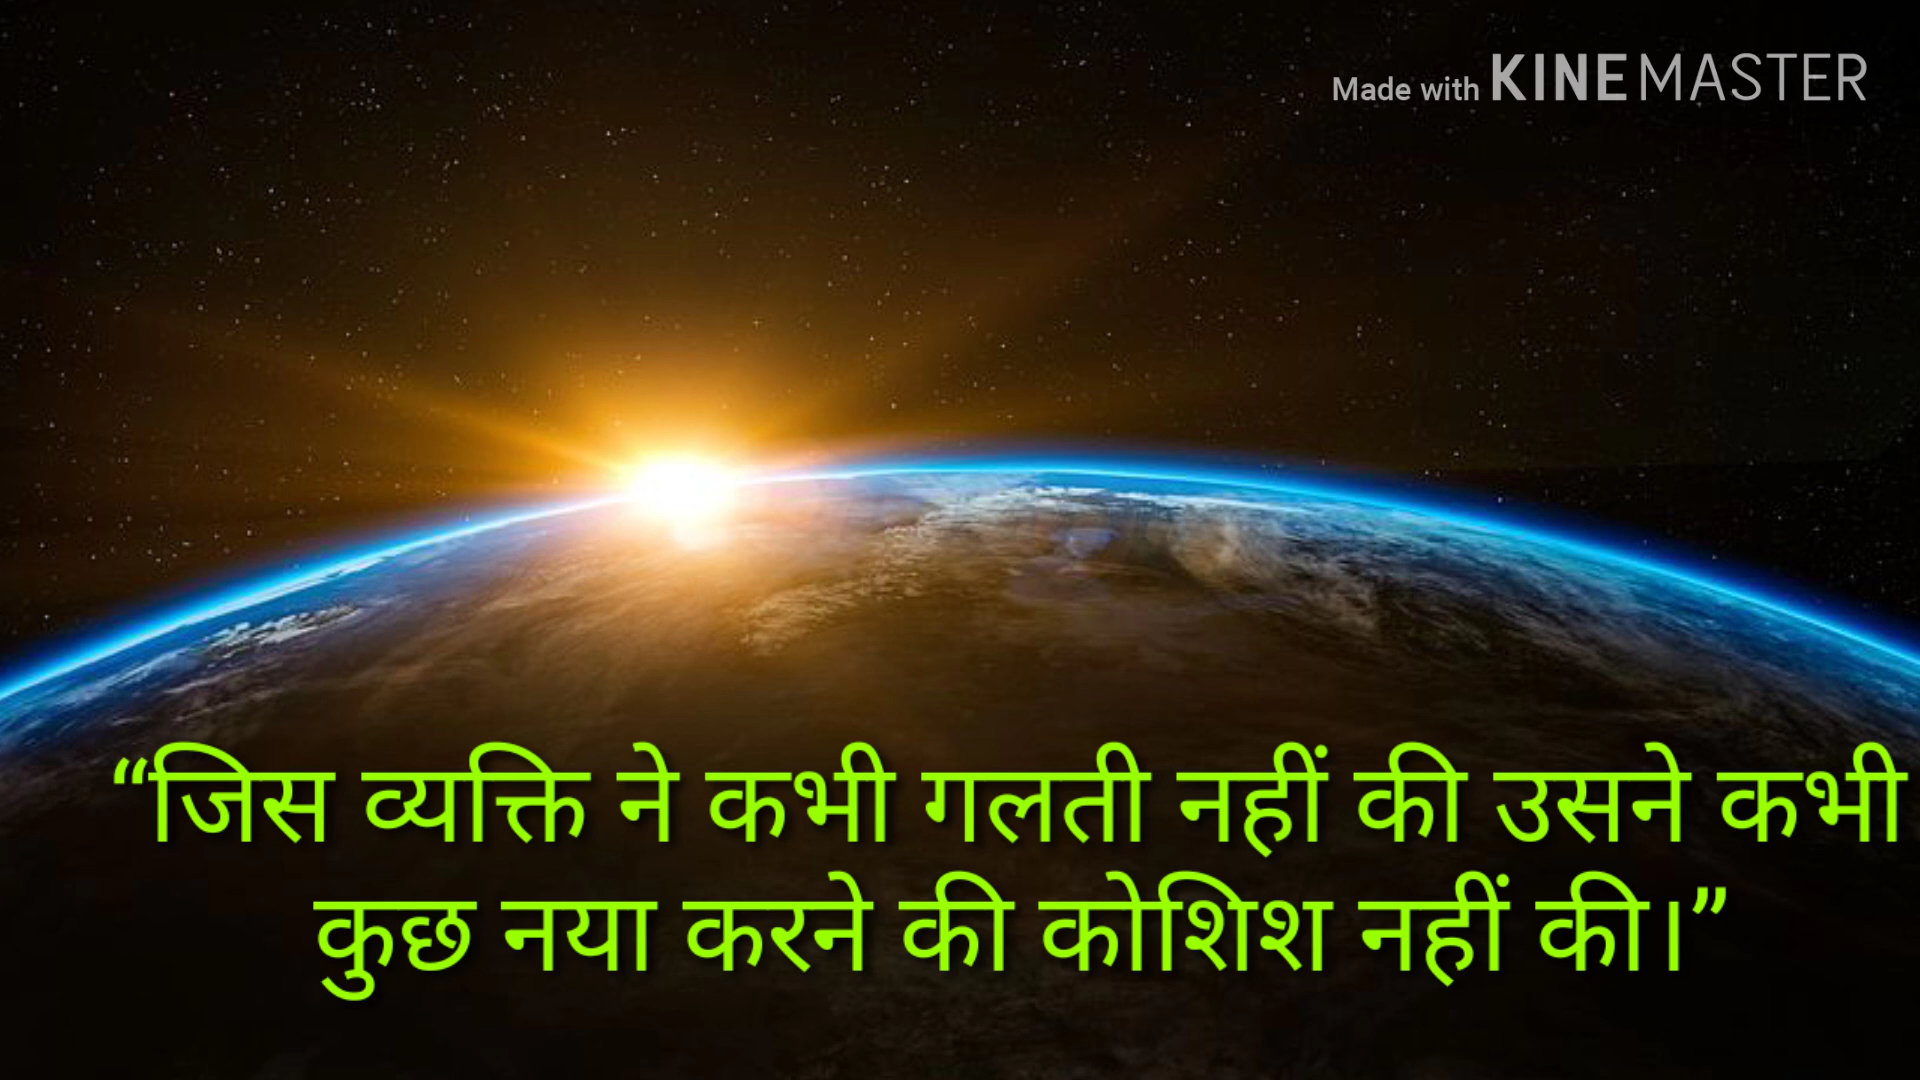 Made with KINEMASTER
“जिस व्यक्ति ने कभी गलती नहीं की उसने कभी
कुछ नया करने की कोशिश नहीं की।”